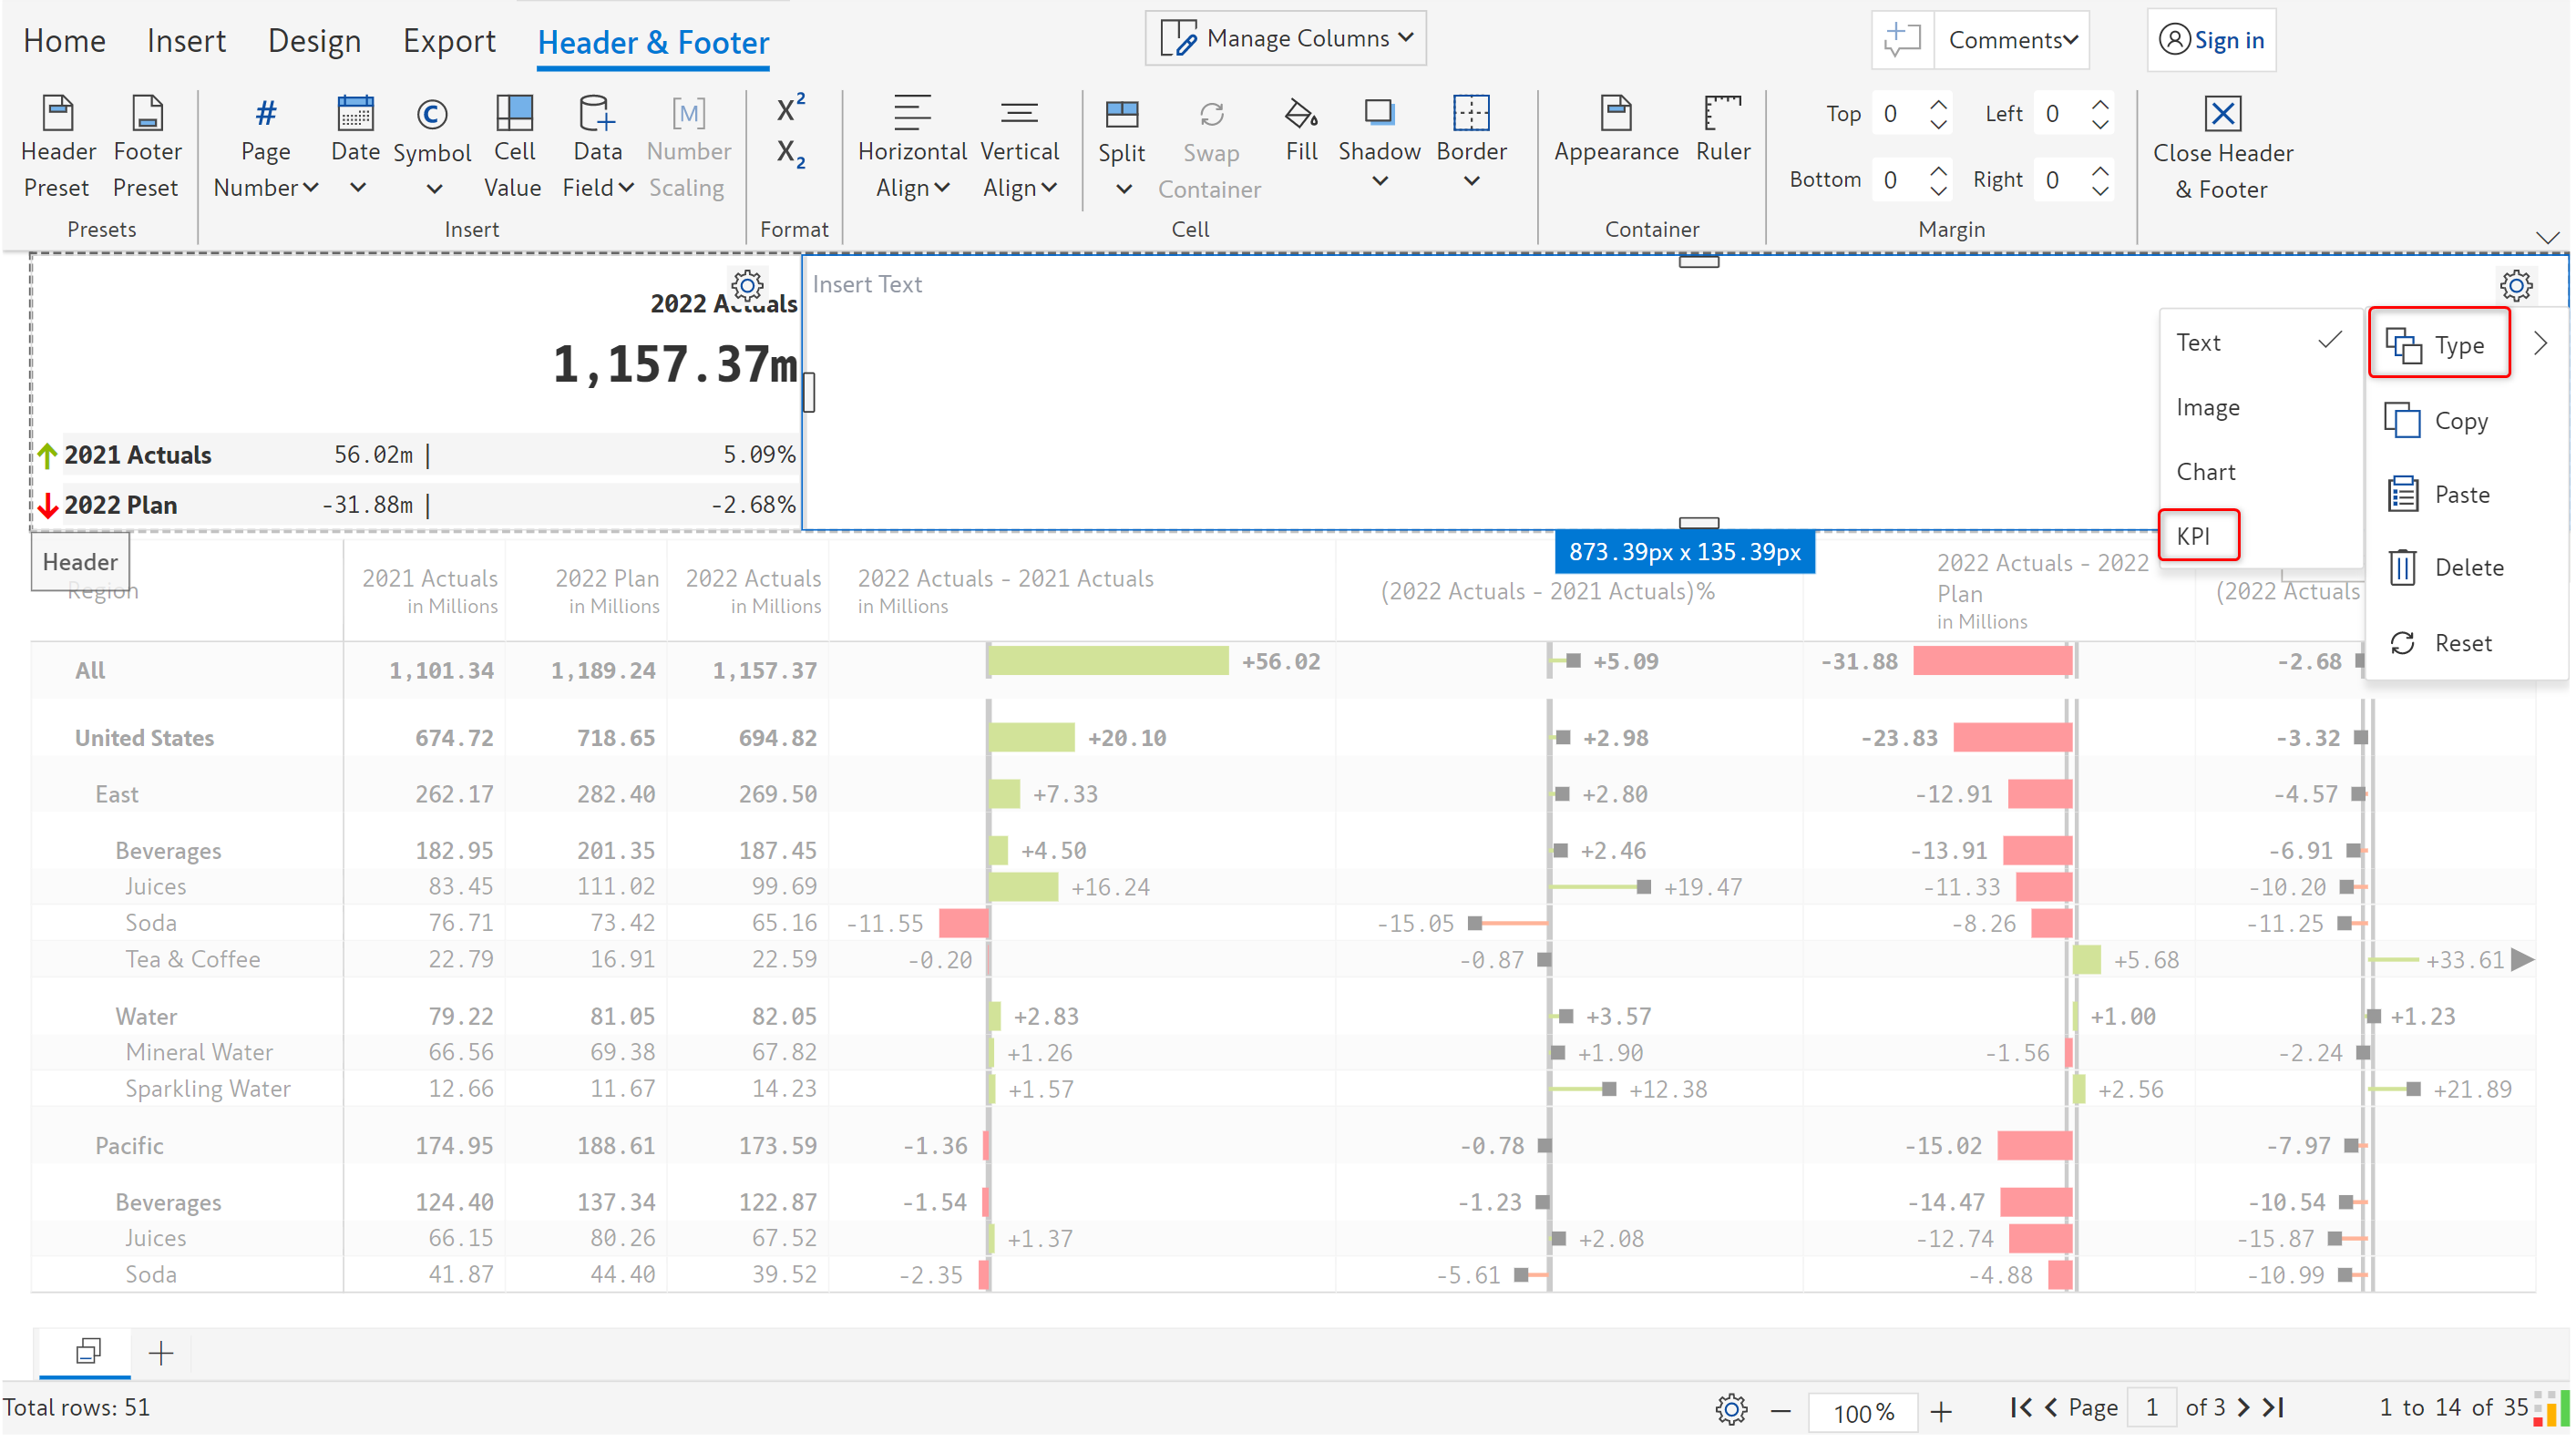 Home Insert Design Export Header & Footer Manage Columns Comments Sign in
Header Preset
Footer Preset
Page Number
Date
Symbol
Cell Value
Data Field
[M] Number Scaling
X² X₂
Horizontal Align
Vertical Align
Split
Swap Container
Fill
Shadow
Border
Appearance
Ruler
Top 0 Left 0
Bottom 0 Right 0
Close Header & Footer
Presets Insert Format Cell Container Margin
2022 Actuals
1,157.37m
2021 Actuals 56.02m | 5.09%
2022 Plan -31.88m | -2.68%
Insert Text
Text
Image
Chart
KPI
Type
Copy
Paste
Delete
Reset
873.39px x 135.39px
Header
Region
2021 Actuals in Millions
2022 Plan in Millions
2022 Actuals in Millions
2022 Actuals - 2021 Actuals in Millions
(2022 Actuals - 2021 Actuals)%
2022 Actuals - 2022 Plan in Millions
(2022 Actuals
All 1,101.34 1,189.24 1,157.37 +56.02 +5.09 -31.88 -2.68
United States 674.72 718.65 694.82 +20.10 +2.98 -23.83 -3.32
East 262.17 282.40 269.50 +7.33 +2.80 -12.91 -4.57
Beverages 182.95 201.35 187.45 +4.50 +2.46 -13.91 -6.91
Juices 83.45 111.02 99.69 +16.24 +19.47 -11.33 -10.20
Soda 76.71 73.42 65.16 -11.55 -15.05 -8.26 -11.25
Tea & Coffee 22.79 16.91 22.59 -0.20 -0.87 +5.68 +33.61
Water 79.22 81.05 82.05 +2.83 +3.57 +1.00 +1.23
Mineral Water 66.56 69.38 67.82 +1.26 +1.90 -1.56 -2.24
Sparkling Water 12.66 11.67 14.23 +1.57 +12.38 +2.56 +21.89
Pacific 174.95 188.61 173.59 -1.36 -0.78 -15.02 -7.97
Beverages 124.40 137.34 122.87 -1.54 -1.23 -14.47 -10.54
Juices 66.15 80.26 67.52 +1.37 +2.08 -12.74 -15.87
Soda 41.87 44.40 39.52 -2.35 -5.61 -4.88 -10.99
Total rows: 51 100% Page 1 of 3 1 to 14 of 35